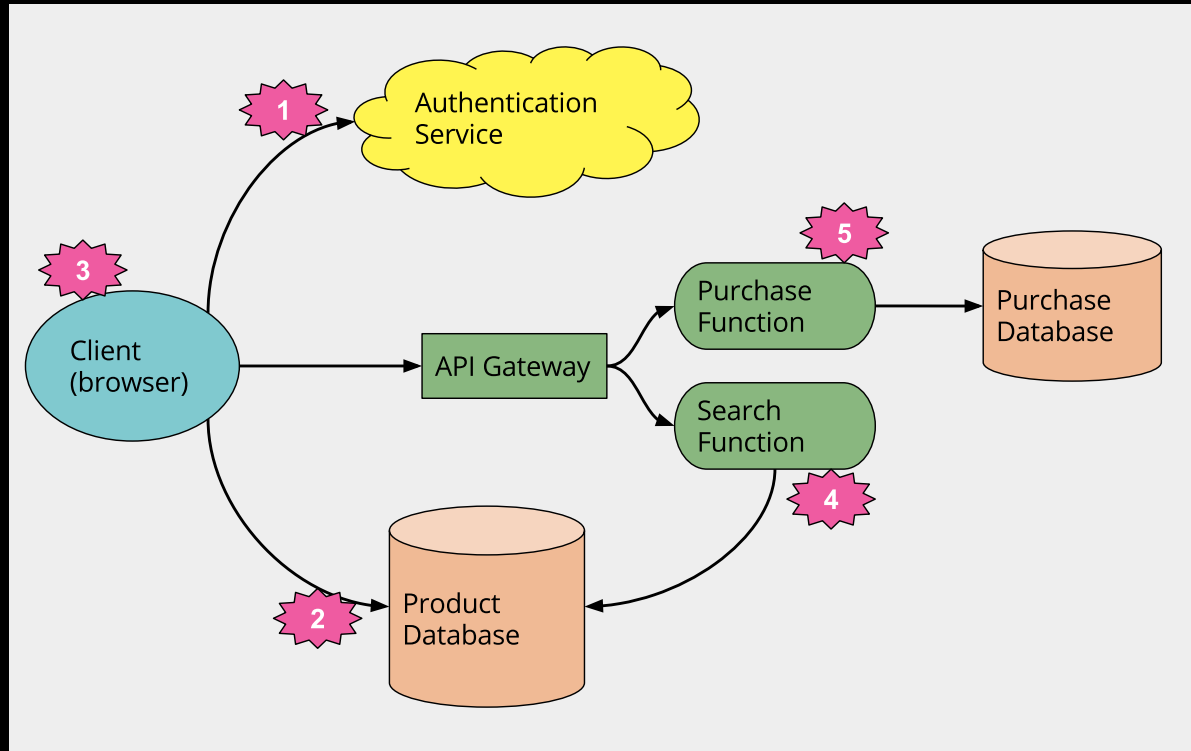 1
Authentication
Service
3
Client
(browser)
API Gateway
5
Purchase
Function
Purchase
Database
Search
Function
4
2
Product
Database